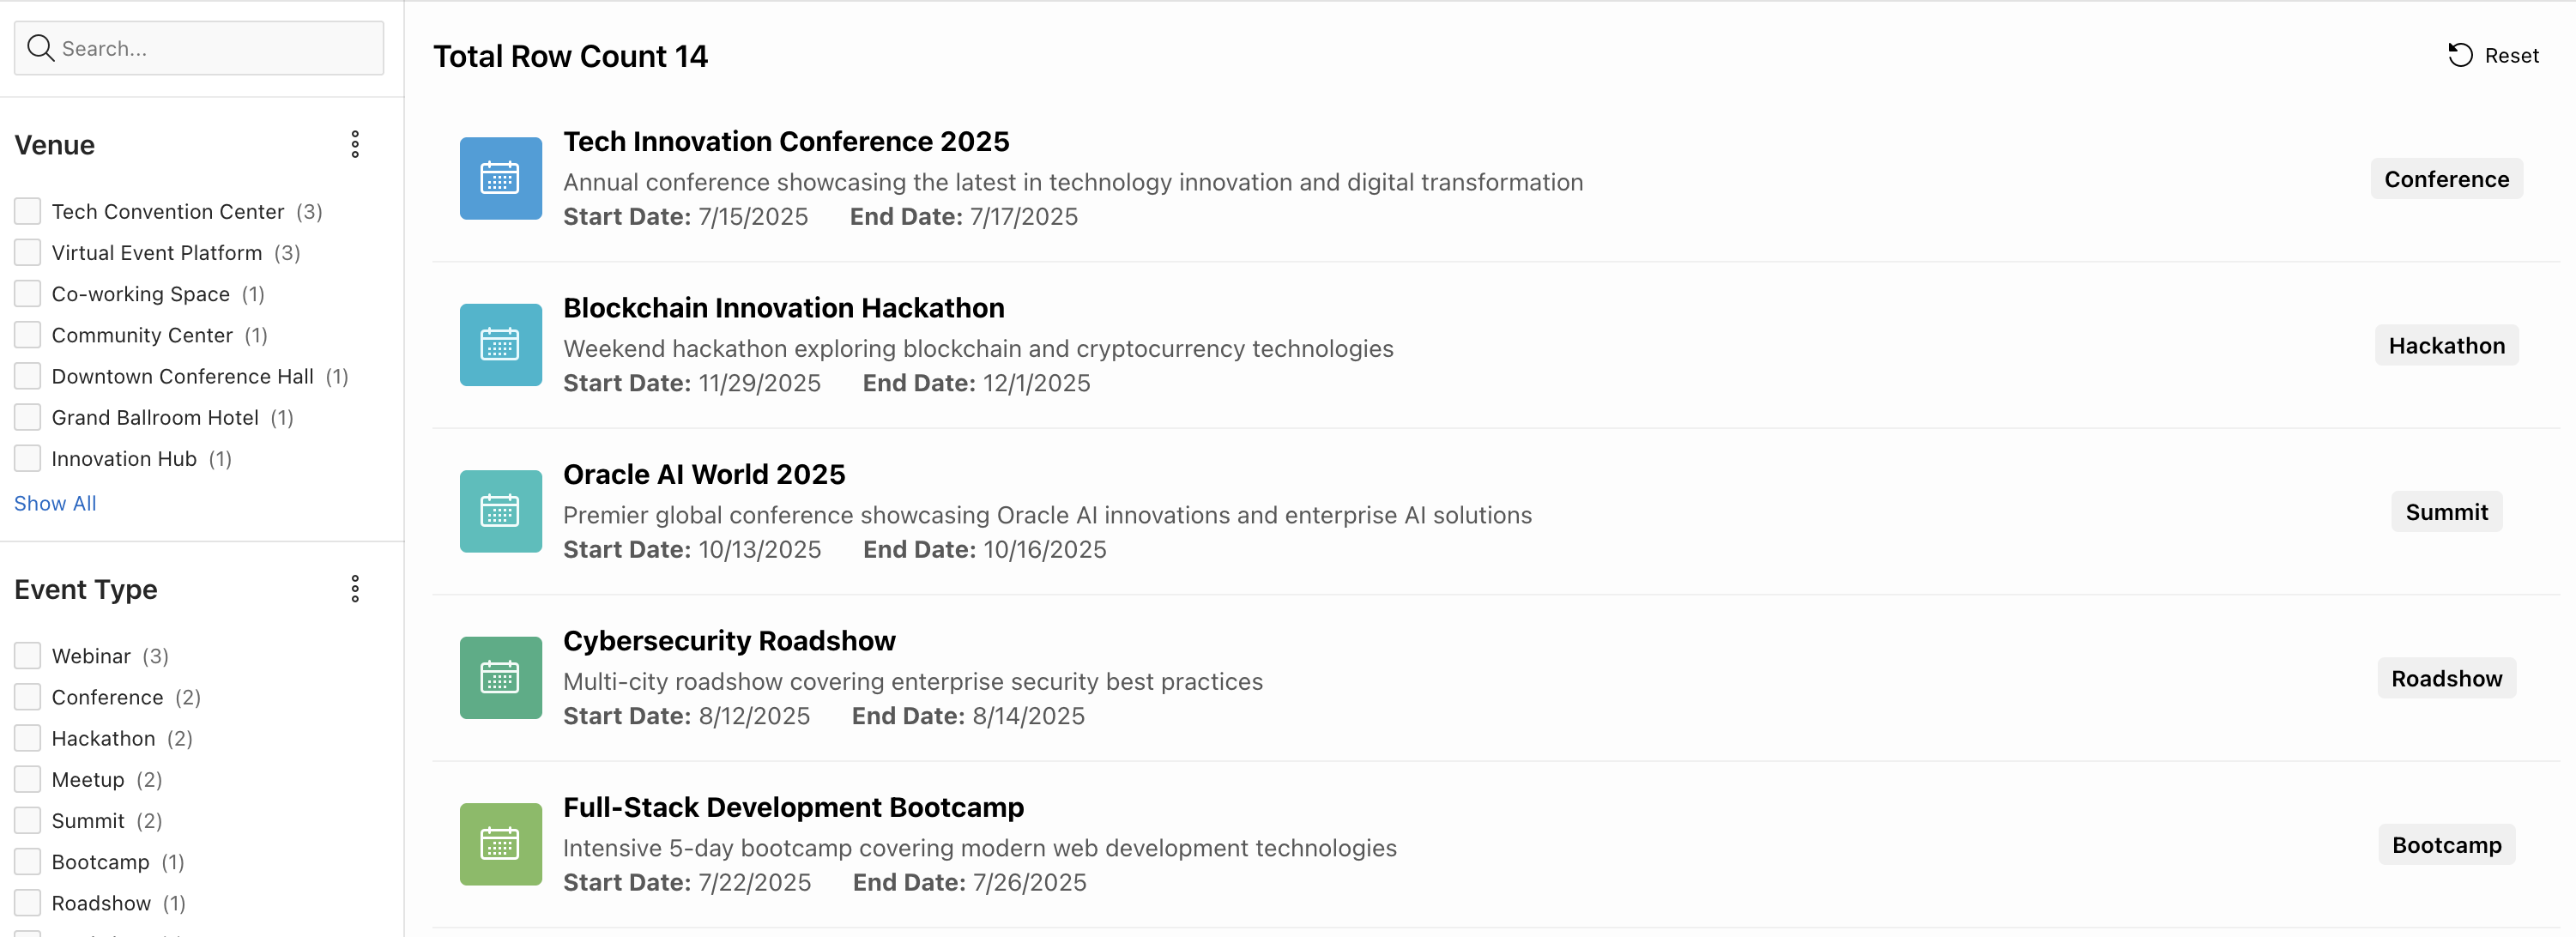 Search...
Venue
Tech Convention Center (3)
Virtual Event Platform (3)
Co-working Space (1)
Community Center (1)
Downtown Conference Hall (1)
Grand Ballroom Hotel (1)
Innovation Hub (1)
Show All
Event Type
Webinar (3)
Conference (2)
Hackathon (2)
Meetup (2)
Summit (2)
Bootcamp (1)
Roadshow (1)
Total Row Count 14
Reset
Tech Innovation Conference 2025
Annual conference showcasing the latest in technology innovation and digital transformation
Start Date: 7/15/2025 End Date: 7/17/2025
Conference
Blockchain Innovation Hackathon
Weekend hackathon exploring blockchain and cryptocurrency technologies
Start Date: 11/29/2025 End Date: 12/1/2025
Hackathon
Oracle AI World 2025
Premier global conference showcasing Oracle AI innovations and enterprise AI solutions
Start Date: 10/13/2025 End Date: 10/16/2025
Summit
Cybersecurity Roadshow
Multi-city roadshow covering enterprise security best practices
Start Date: 8/12/2025 End Date: 8/14/2025
Roadshow
Full-Stack Development Bootcamp
Intensive 5-day bootcamp covering modern web development technologies
Start Date: 7/22/2025 End Date: 7/26/2025
Bootcamp